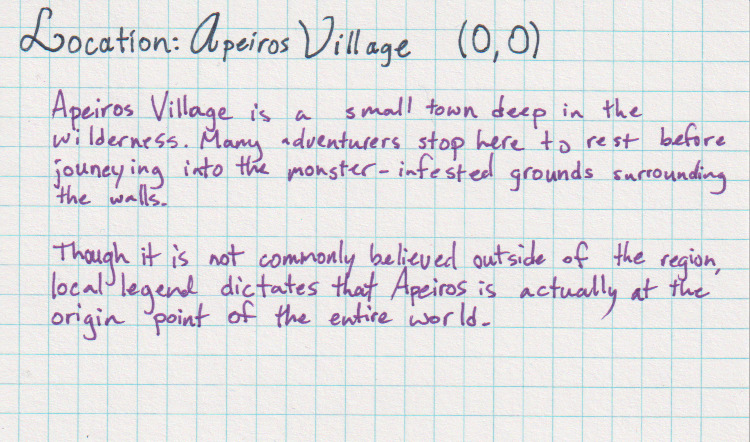 Location: Apeiros Village (0,0)
Apeiros Village is a small town deep in the
wilderness. Many adventurers stop here to rest before
jouneying into the monster-infested grounds surrounding
the walls.
Though it is not commonly believed outside of the region,
local legend dictates that Apeiros is actually at the
origin point of the entire world.